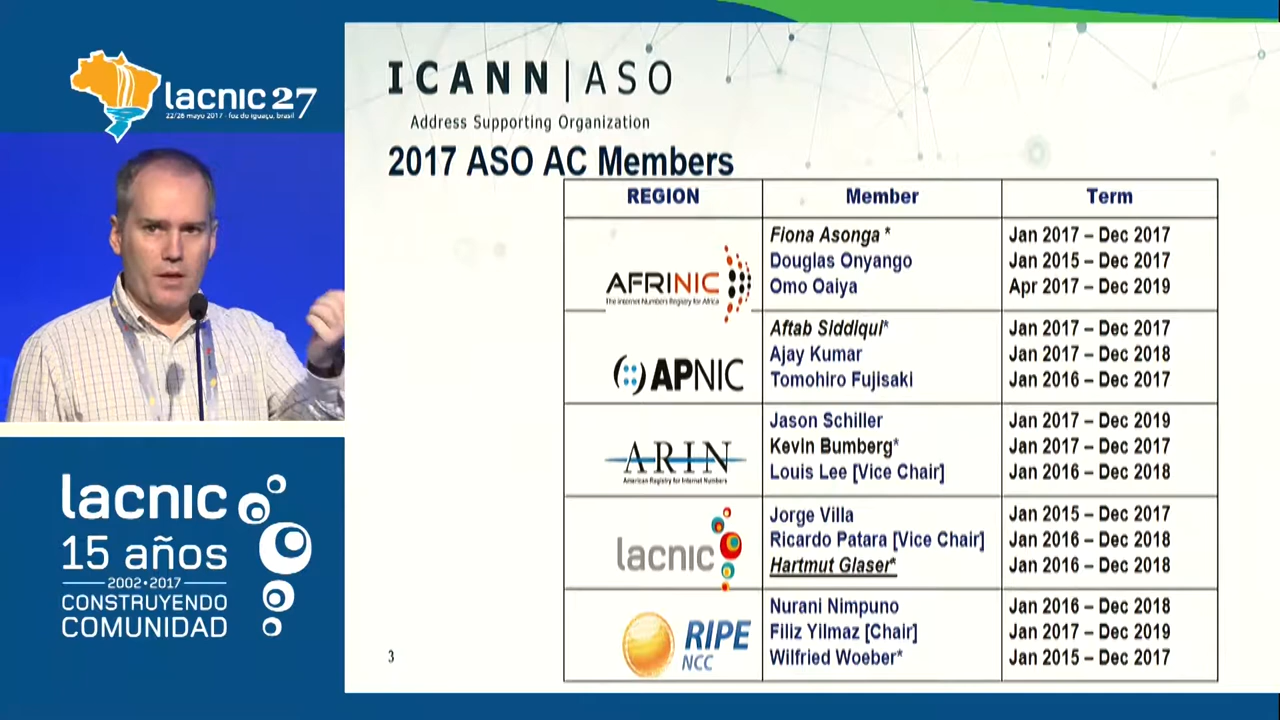 lacnic 27
22/26 mayo 2017 - foz do iguaçu, brasil
lacnic
15 años
2002•2017
CONSTRUYENDO
COMUNIDAD
ICANN|ASO
Address Supporting Organization
2017 ASO AC Members
REGION Member Term
AFRINIC
The Internet Numbers Registry for Africa
Fiona Asonga * Jan 2017 – Dec 2017
Douglas Onyango Jan 2015 – Dec 2017
Omo Oaiya Apr 2017 – Dec 2019
APNIC
Aftab Siddiqui* Jan 2017 – Dec 2017
Ajay Kumar Jan 2017 – Dec 2018
Tomohiro Fujisaki Jan 2016 – Dec 2017
ARIN
American Registry for Internet Numbers
Jason Schiller Jan 2017 – Dec 2019
Kevin Bumberg* Jan 2017 – Dec 2017
Louis Lee [Vice Chair] Jan 2016 – Dec 2018
lacnic
Jorge Villa Jan 2015 – Dec 2017
Ricardo Patara [Vice Chair] Jan 2016 – Dec 2018
Hartmut Glaser* Jan 2016 – Dec 2018
RIPE
NCC
Nurani Nimpuno Jan 2016 – Dec 2018
Filiz Yilmaz [Chair] Jan 2017 – Dec 2019
Wilfried Woeber* Jan 2015 – Dec 2017
3